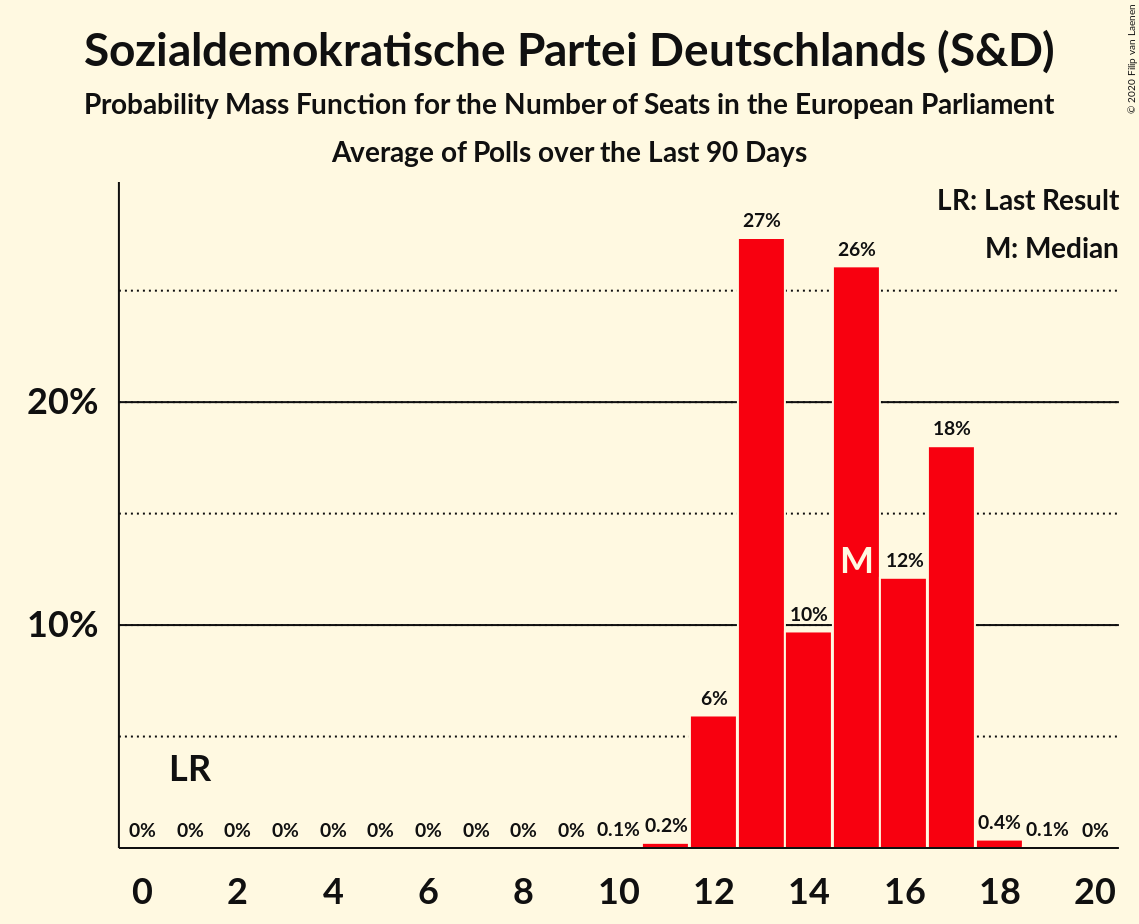 Sozialdemokratische Partei Deutschlands (S&D)
Probability Mass Function for the Number of Seats in the European Parliament
Average of Polls over the Last 90 Days
© 2020 Filip van Laenen
LR: Last Result
M: Median
27%
26%
20%
18%
M
12%
10%
10%
6%
LR
0% 0% 0% 0% 0% 0% 0% 0% 0% 0% 0.1% 0.2% 0.4% 0.1% 0%
0 2 4 6 8 10 12 14 16 18 20